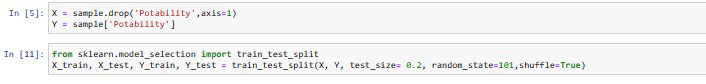 In [5]: X = sample.drop('Potability',axis=1)
Y = sample['Potability']
In [11]: from sklearn.model_selection import train_test_split
X_train, X_test, Y_train, Y_test = train_test_split(X, Y, test_size= 0.2, random_state=101,shuffle=True)